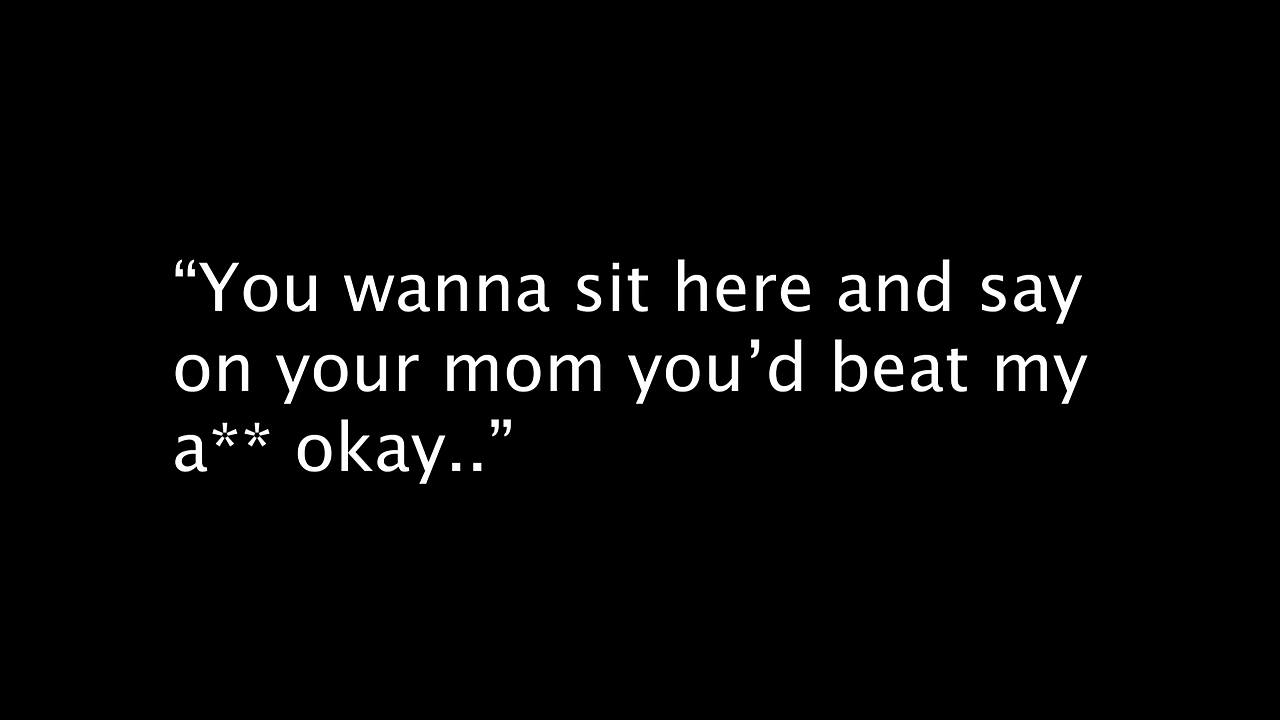 “You wanna sit here and say
on your mom you’d beat my
a** okay..”